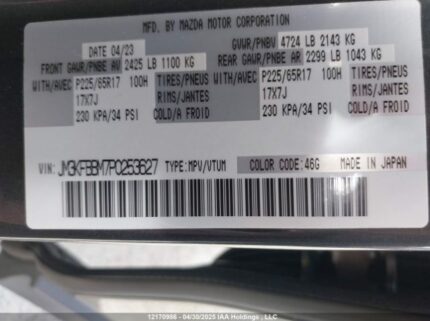 MFD. BY MAZDA MOTOR CORPORATION
DATE 04/23
GVWR/PNBV 4724 LB 2143 KG
FRONT GAWR/PNBE AV 2425 LB 1100 KG
REAR GAWR/PNBE AR 2299 LB 1043 KG
WITH/AVEC P225/65R17 100H TIRES/PNEUS
17X7J RIMS/JANTES
230 KPA/34 PSI COLD/A FROID
WITH/AVEC P225/65R17 100H TIRES/PNEUS
17X7J RIMS/JANTES
230 KPA/34 PSI COLD/A FROID
VIN: JM3KFBBM7P0253627 TYPE:MPV/VTUM COLOR CODE:46G MADE IN JAPAN
12170986 - 04/30/2025 IAA Holdings, LLC